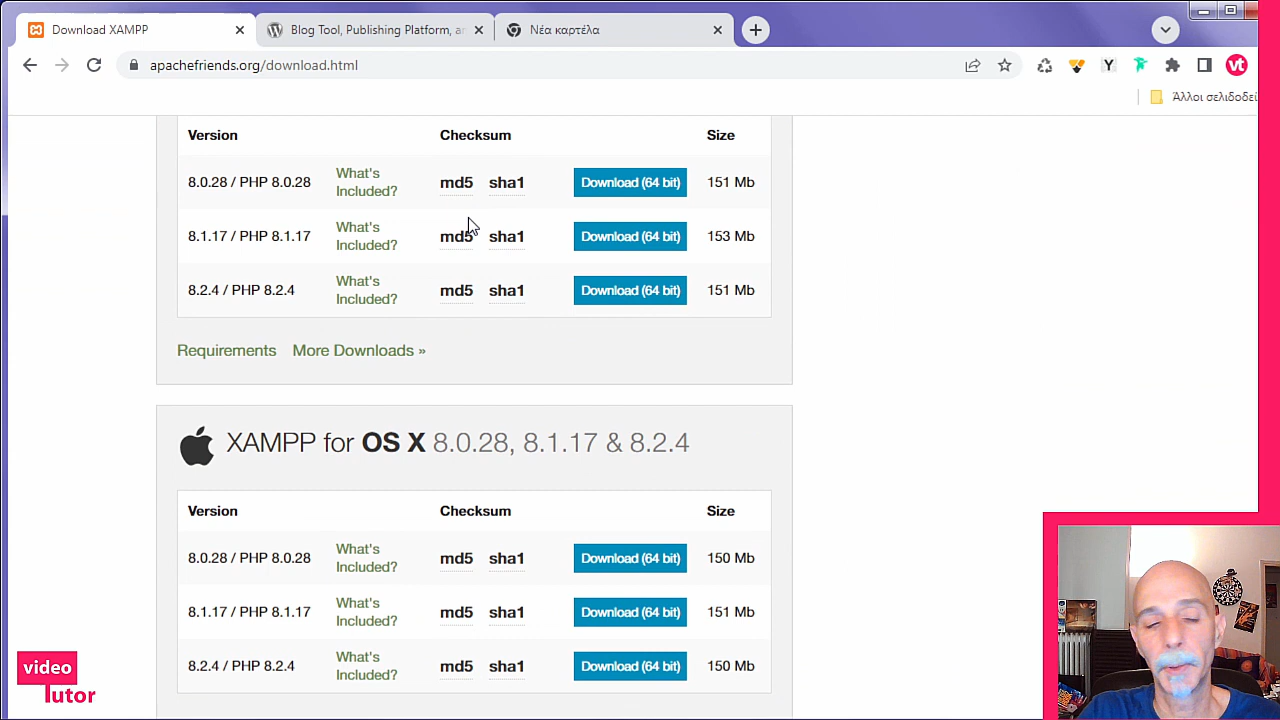 Download XAMPP
Blog Tool, Publishing Platform, a
Νέα καρτέλα
apachefriends.org/download.html
Y
vt
Άλλοι σελιδοδεί
Version Checksum Size
8.0.28 / PHP 8.0.28 What's Included? md5 sha1 Download (64 bit) 151 Mb
8.1.17 / PHP 8.1.17 What's Included? md5 sha1 Download (64 bit) 153 Mb
8.2.4 / PHP 8.2.4 What's Included? md5 sha1 Download (64 bit) 151 Mb
Requirements More Downloads »
XAMPP for OS X 8.0.28, 8.1.17 & 8.2.4
Version Checksum Size
8.0.28 / PHP 8.0.28 What's Included? md5 sha1 Download (64 bit) 150 Mb
8.1.17 / PHP 8.1.17 What's Included? md5 sha1 Download (64 bit) 151 Mb
8.2.4 / PHP 8.2.4 What's Included? md5 sha1 Download (64 bit) 150 Mb
video
Tutor